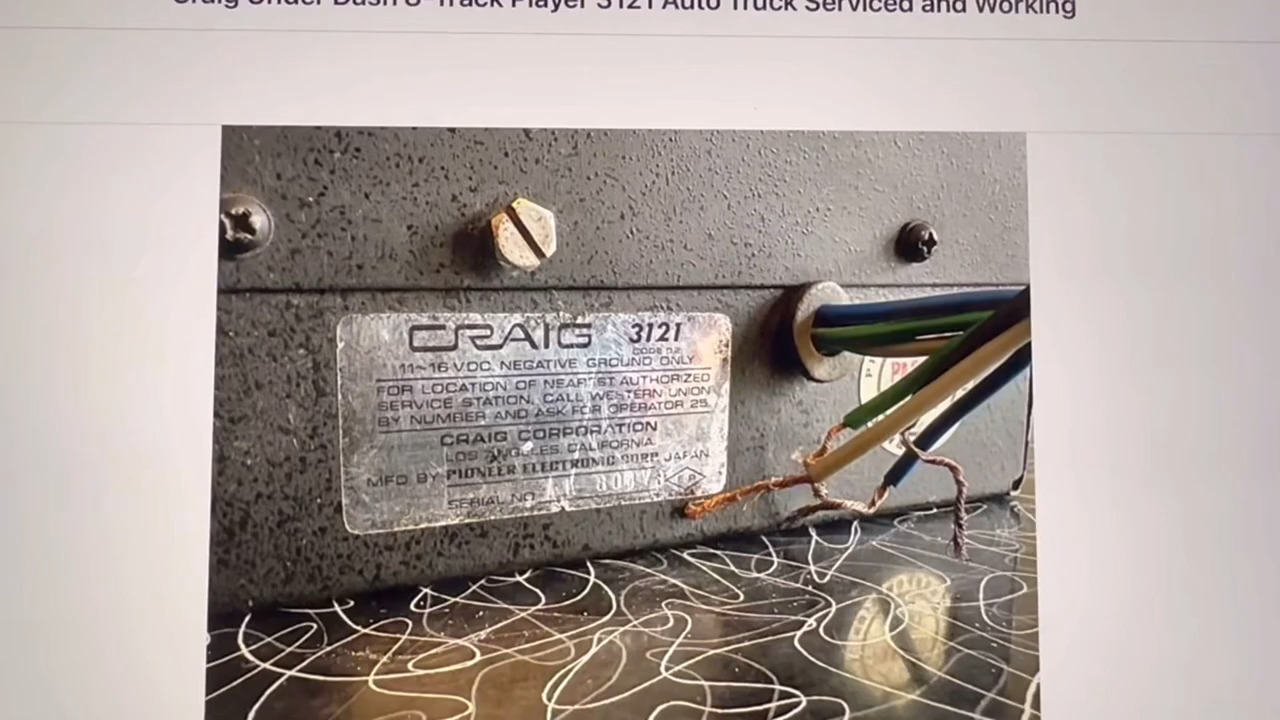 Craig Under Dash 8-Track Player 3121 Auto Truck Serviced and Working
CRAIG 3121
11~16 VDC NEGATIVE GROUND ONLY
FOR LOCATION OF NEAREST AUTHORIZED
SERVICE STATION, CALL WESTERN UNION
BY NUMBER AND ASK FOR OPERATOR 25.
CRAIG CORPORATION
LOS ANGELES, CALIFORNIA
MFD BY PIONEER ELECTRONIC CORP JAPAN
SERIAL NO